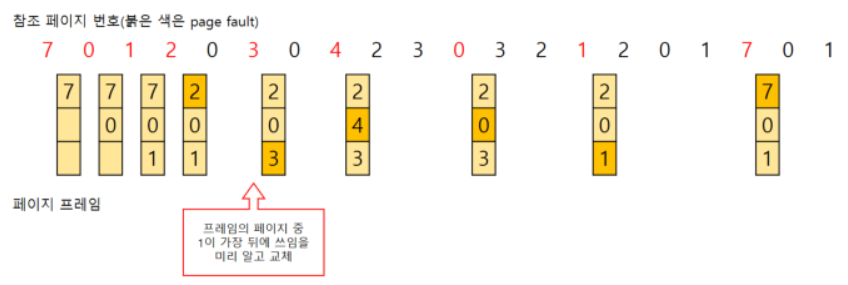 참조 페이지 번호(붉은 색은 page fault)
7 0 1 2 0 3 0 4 2 3 0 3 2 1 2 0 1 7 0 1
7 7 7 2 2 2 2 2 7
0 0 0 0 4 0 0 0
1 1 3 3 3 1 1
페이지 프레임
프레임의 페이지 중
1이 가장 뒤에 쓰임을
미리 알고 교체